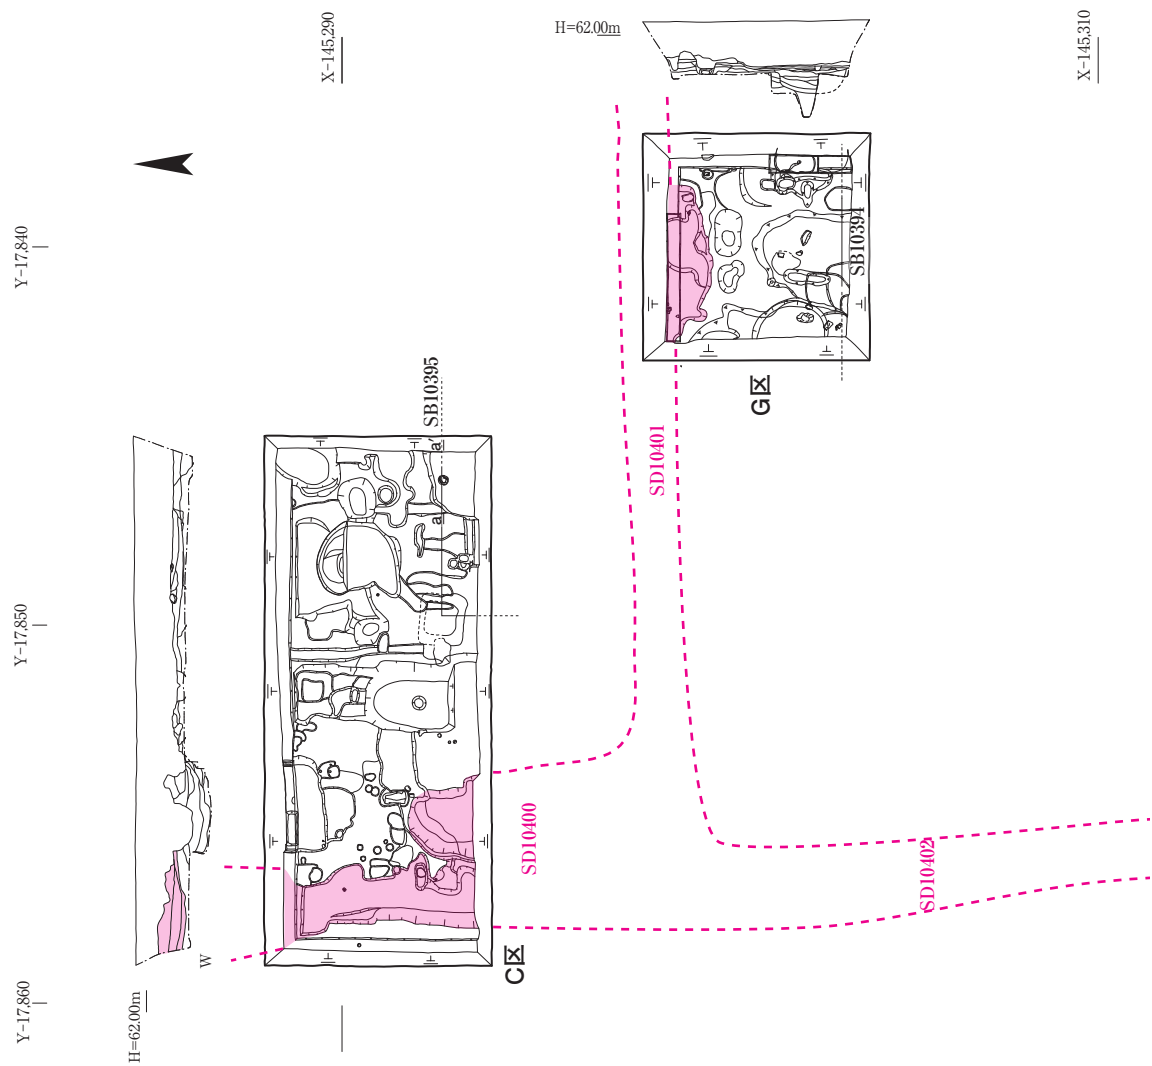 X-145,290
H=62.00m
X-145,310
Y-17,840
SB10394
SB10395
G区
a′
SD10401
a
Y-17,850
SD10400
SD10402
W
C区
Y-17,860
H=62.00m